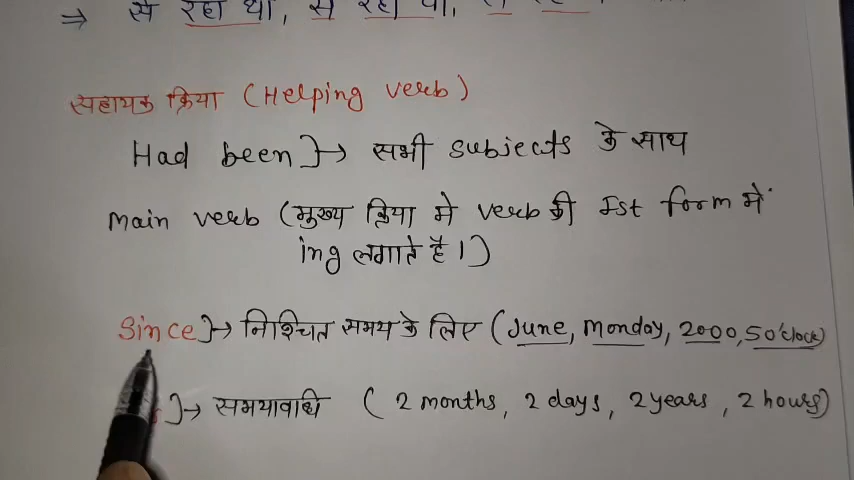 ⇒ से रहा था, से रही थी, से
सहायक क्रिया (Helping verb)
Had been]→ सभी subjects के साथ
main verb (मुख्य क्रिया मे verb की Ist form में
ing लगाते है।)
Since]→ निश्चित समय के लिए (June, monday, 2000, 5 O'clock)
]→ समयावधि ( 2 months, 2 days, 2 years, 2 hours)